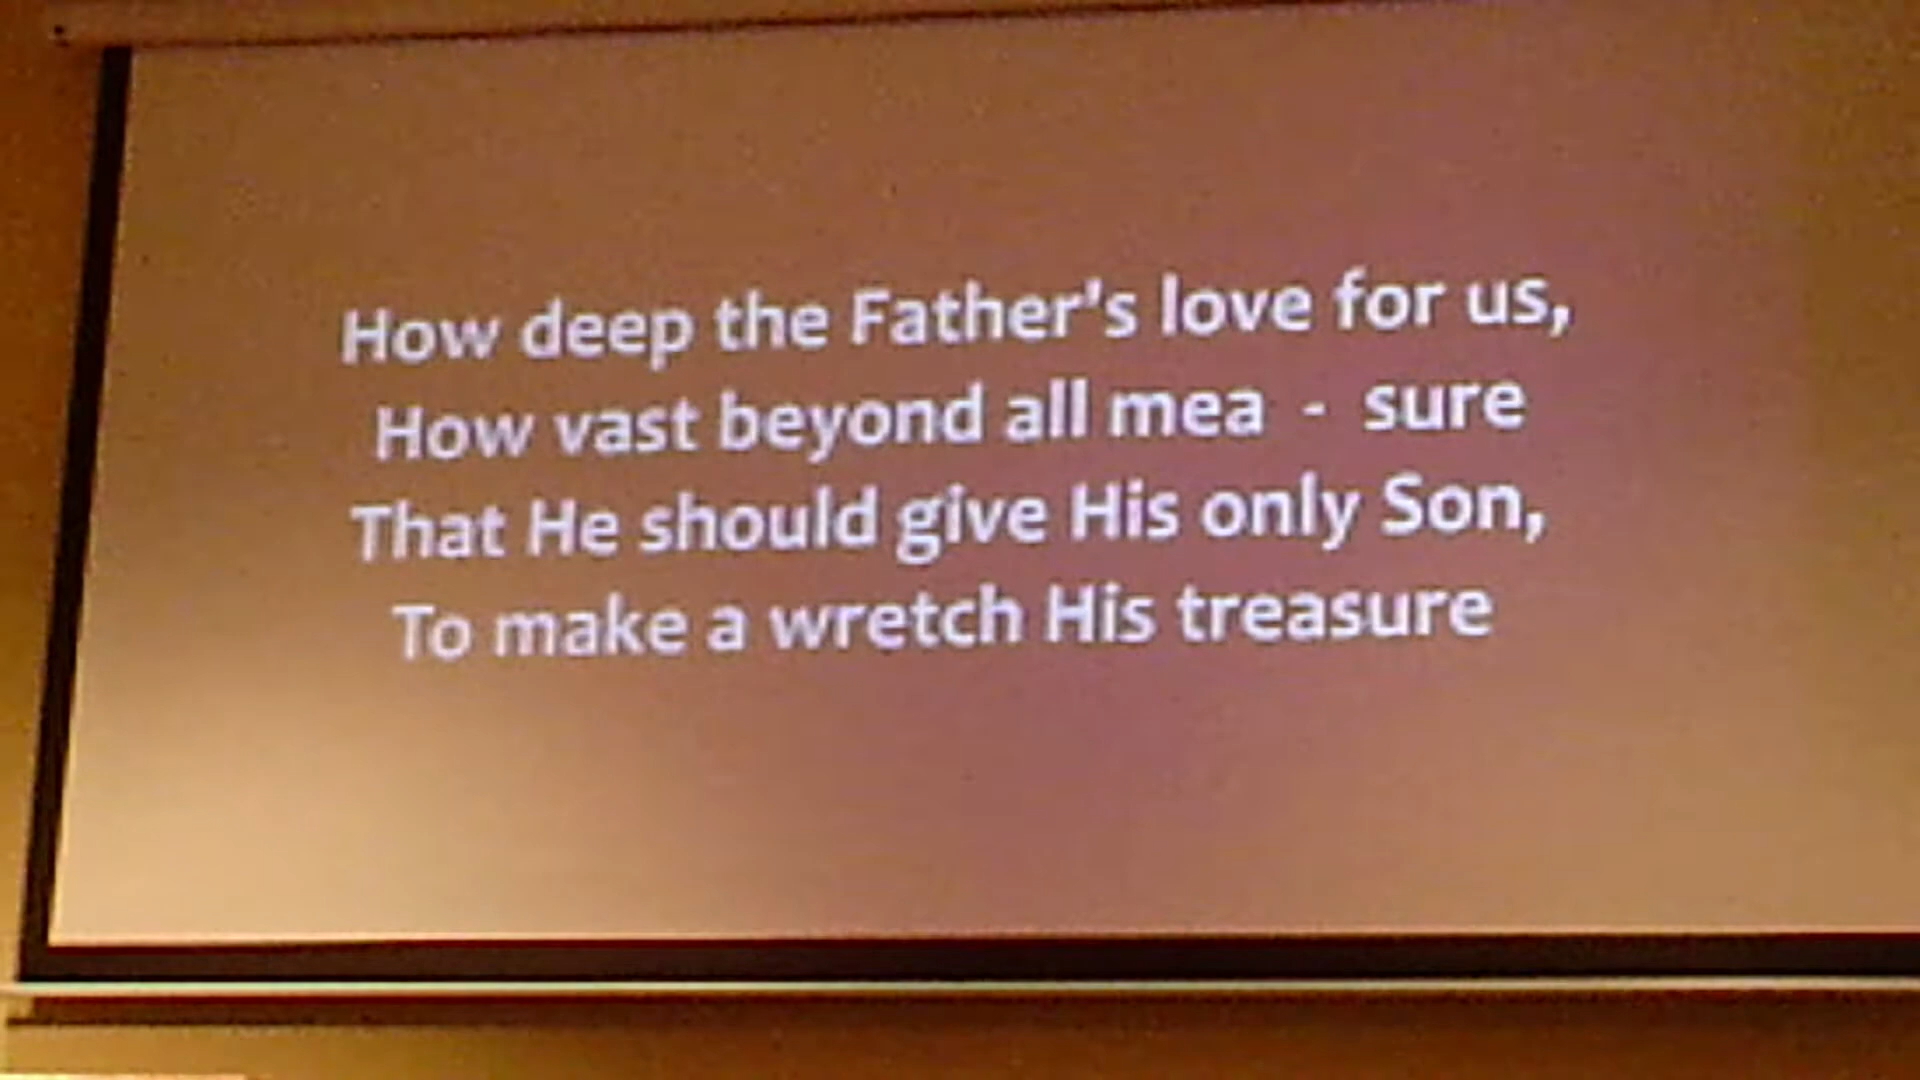 How deep the Father's love for us,
How vast beyond all mea - sure
That He should give His only Son,
To make a wretch His treasure